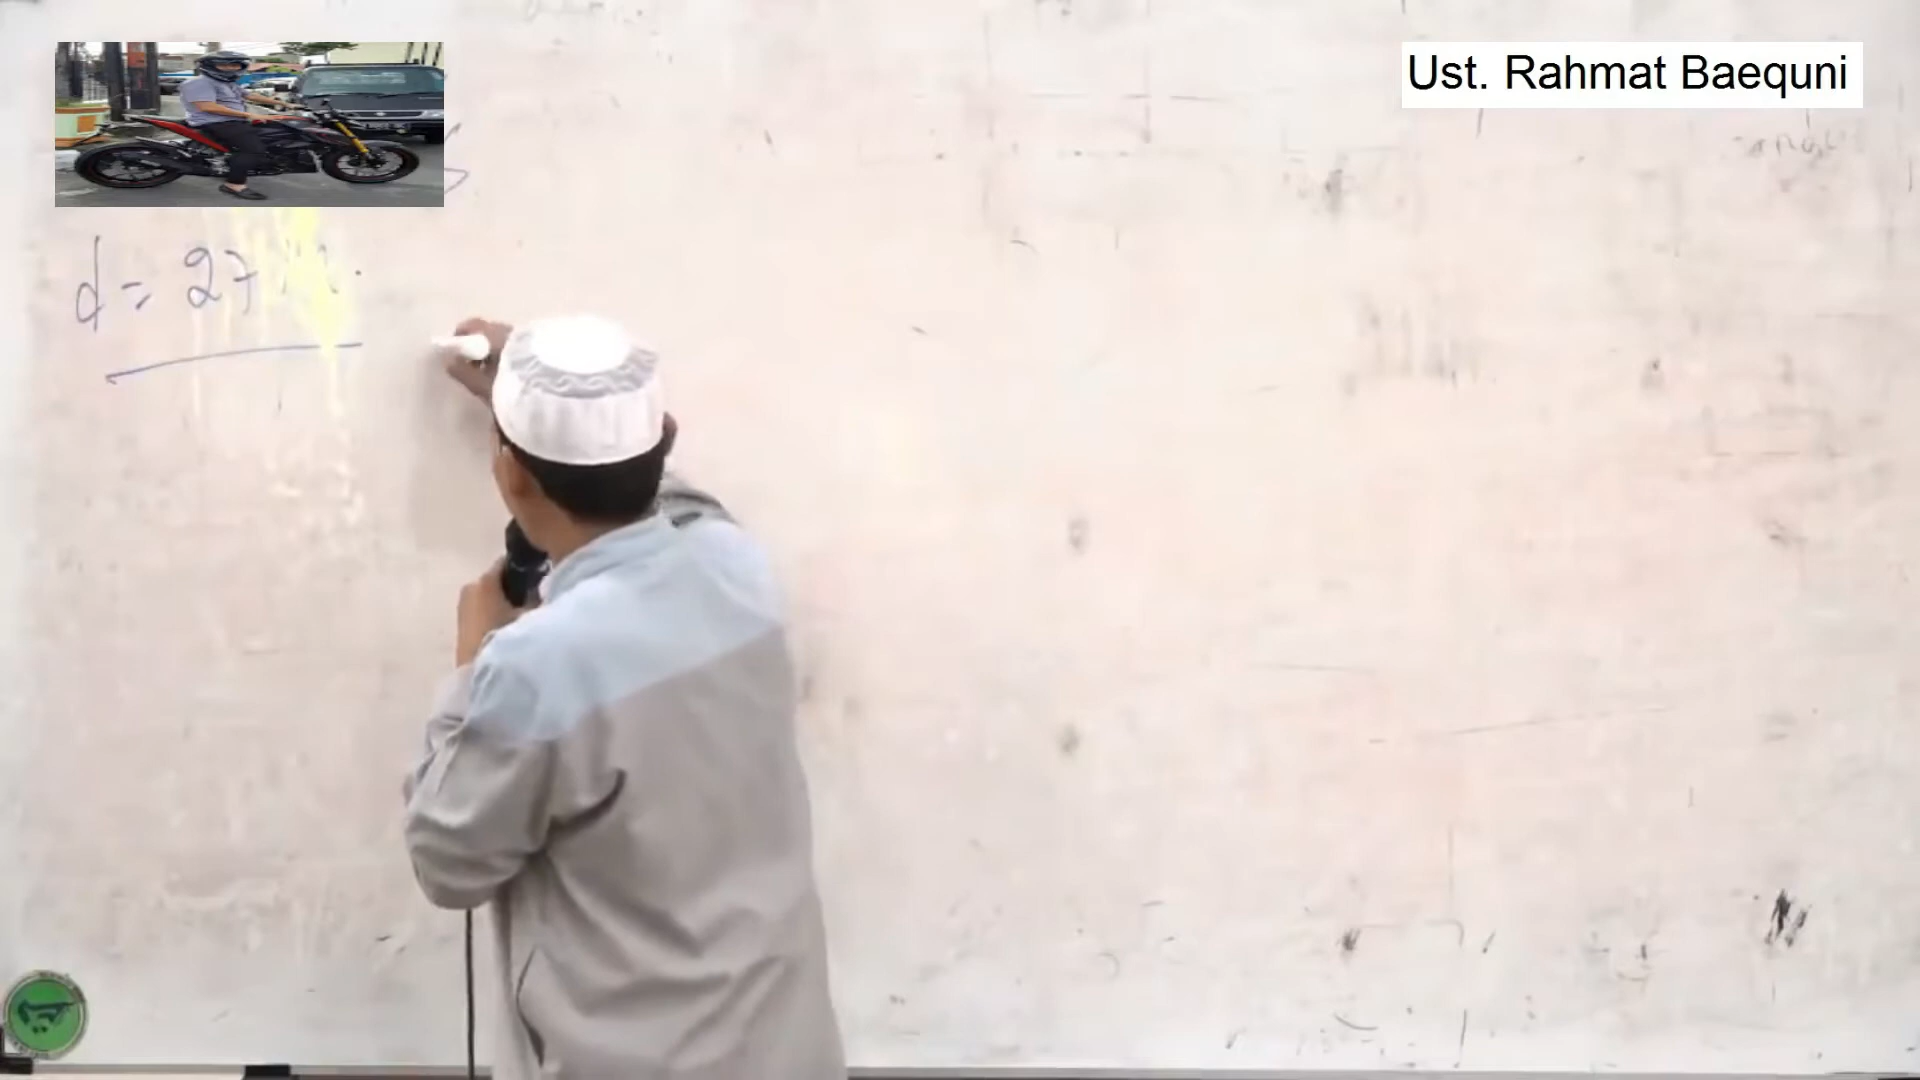 Ust. Rahmat Baequni
d = 27